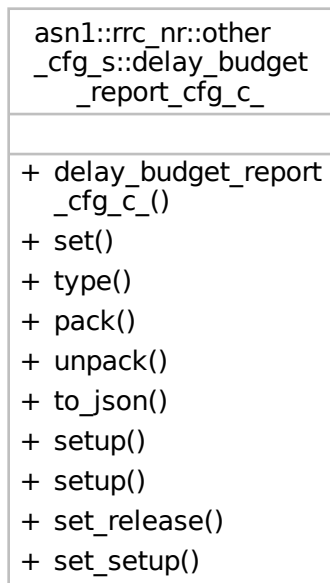 asn1::rrc_nr::other
_cfg_s::delay_budget
_report_cfg_c_
+ delay_budget_report
_cfg_c_()
+ set()
+ type()
+ pack()
+ unpack()
+ to_json()
+ setup()
+ setup()
+ set_release()
+ set_setup()